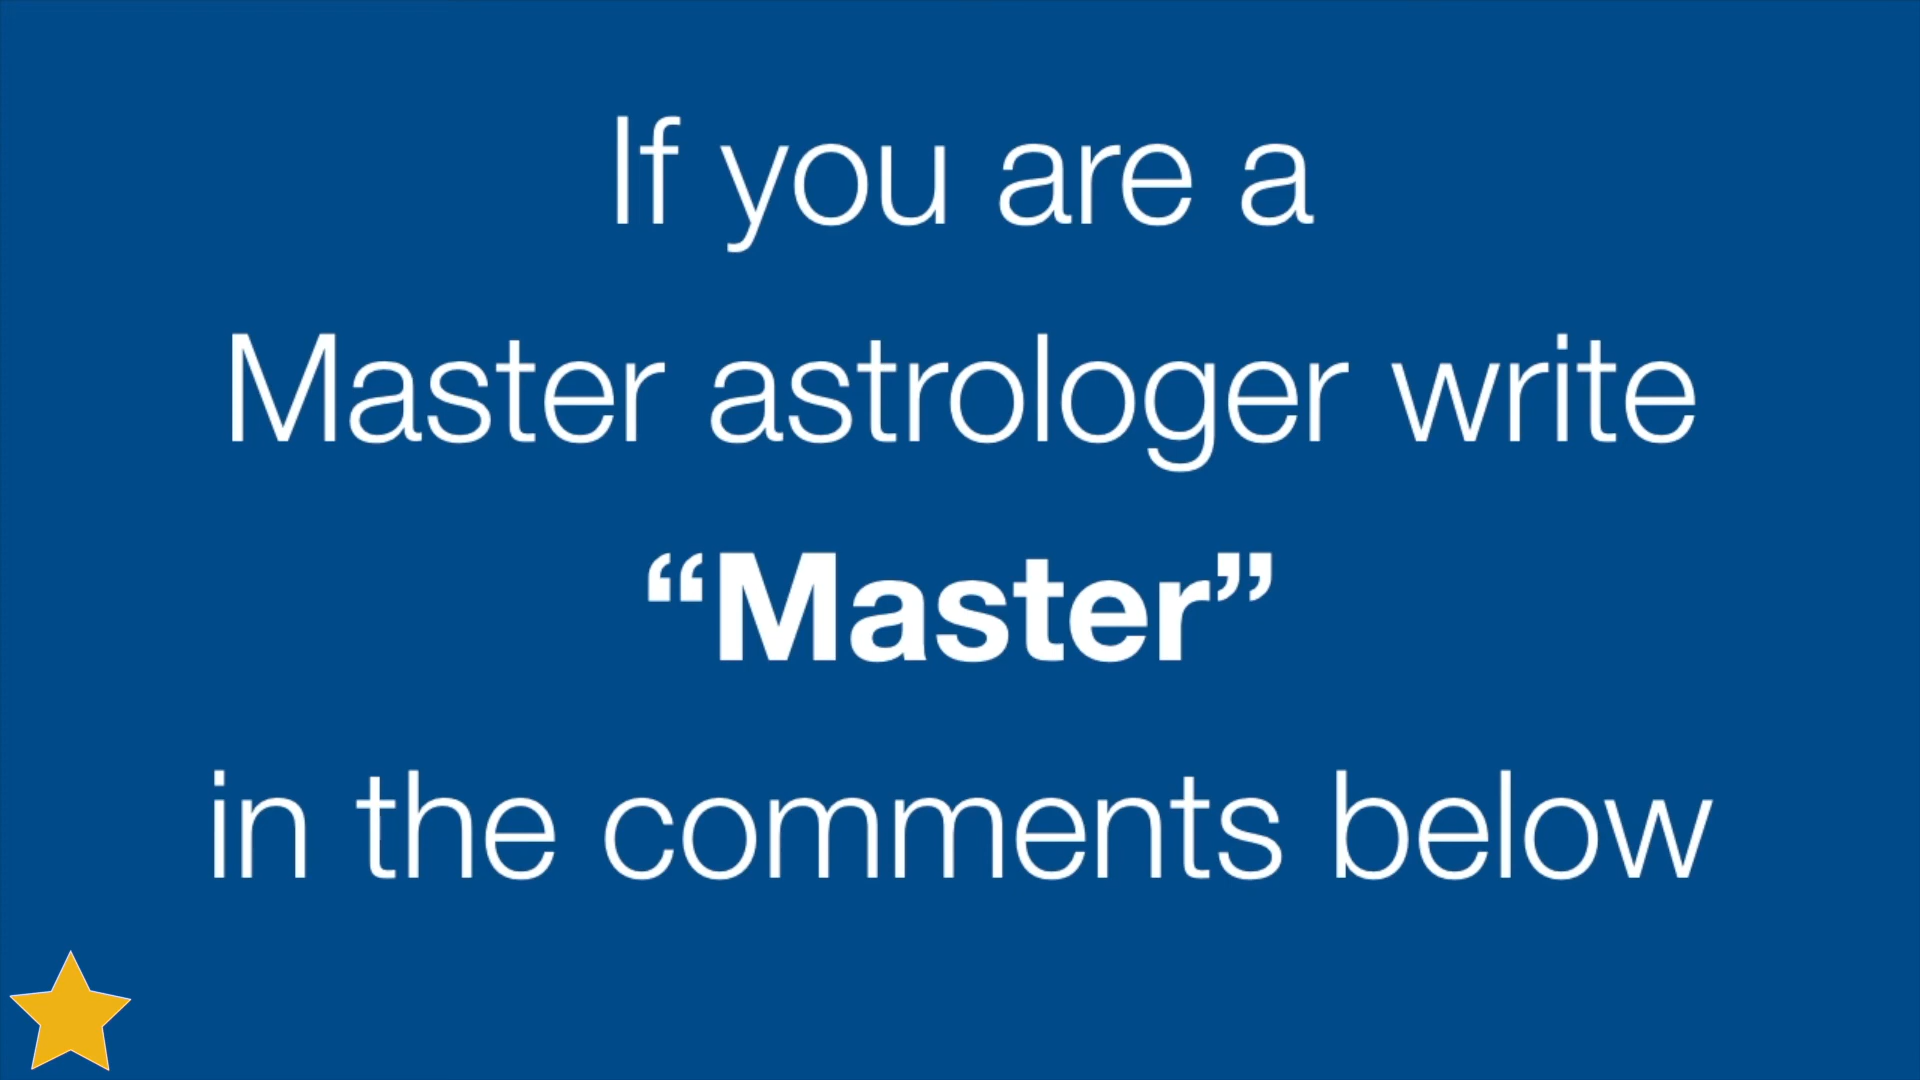 If you are a
Master astrologer write
“Master”
in the comments below